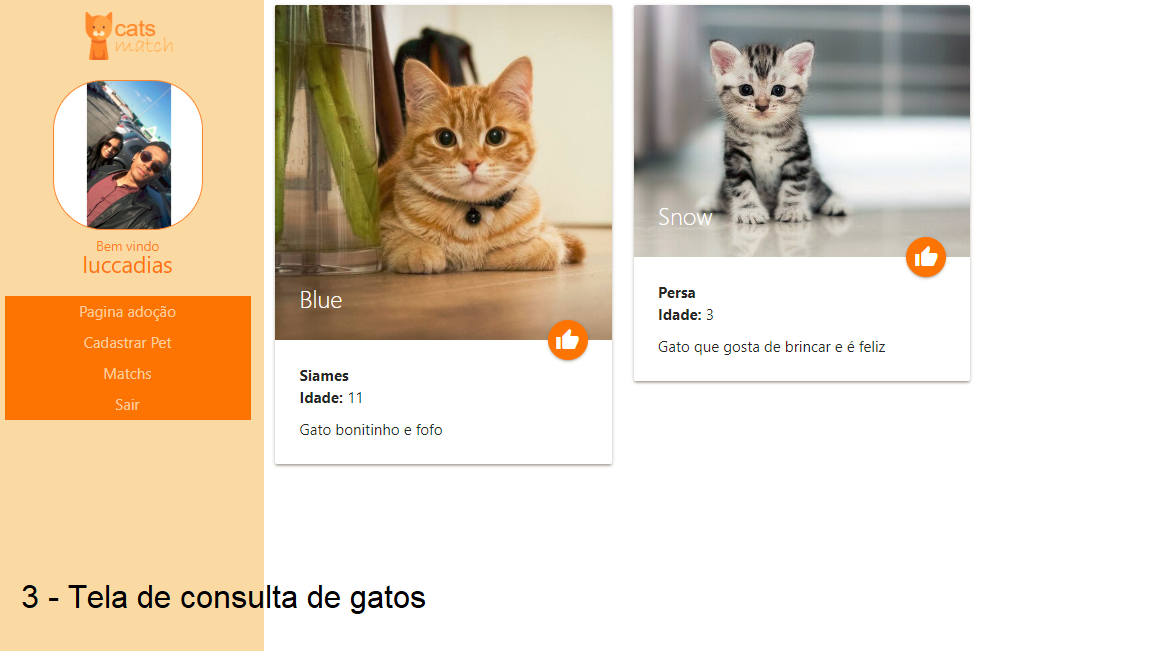 cats
match
Bem vindo
luccadias
Pagina adoção
Cadastrar Pet
Matchs
Sair
Blue
Siames
Idade: 11
Gato bonitinho e fofo
Snow
Persa
Idade: 3
Gato que gosta de brincar e é feliz
3 - Tela de consulta de gatos